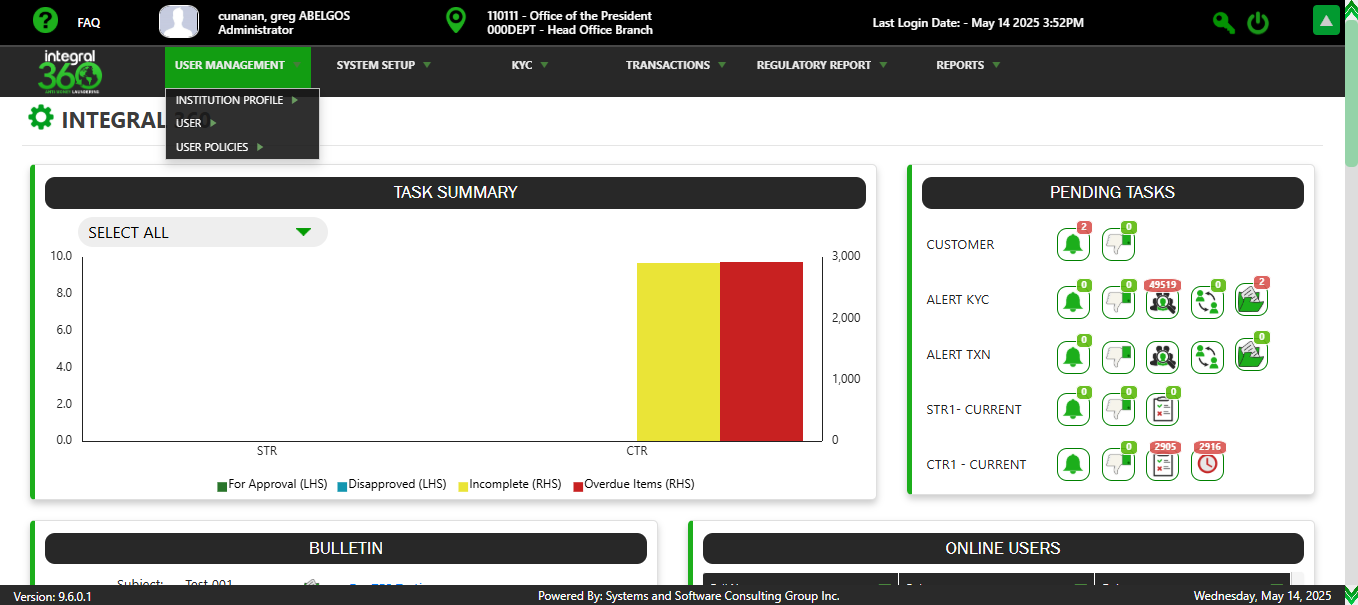 ?
FAQ
cunanan, greg ABELGOS
Administrator
110111 - Office of the President
000DEPT - Head Office Branch
Last Login Date: - May 14 2025 3:52PM
integral
360
USER MANAGEMENT
SYSTEM SETUP
KYC
TRANSACTIONS
REGULATORY REPORT
REPORTS
INSTITUTION PROFILE
USER
USER POLICIES
INTEGRAL 360
TASK SUMMARY
SELECT ALL
10.0
8.0
6.0
4.0
2.0
0.0
3,000
2,000
1,000
0
STR
CTR
For Approval (LHS)
Disapproved (LHS)
Incomplete (RHS)
Overdue Items (RHS)
PENDING TASKS
CUSTOMER
2
0
ALERT KYC
0
0
49519
0
2
ALERT TXN
0
0
STR1- CURRENT
0
0
0
CTR1 - CURRENT
0
2905
2916
BULLETIN
Subject:
Test 001
ONLINE USERS
Version: 9.6.0.1
Powered By: Systems and Software Consulting Group Inc.
Wednesday, May 14, 2025